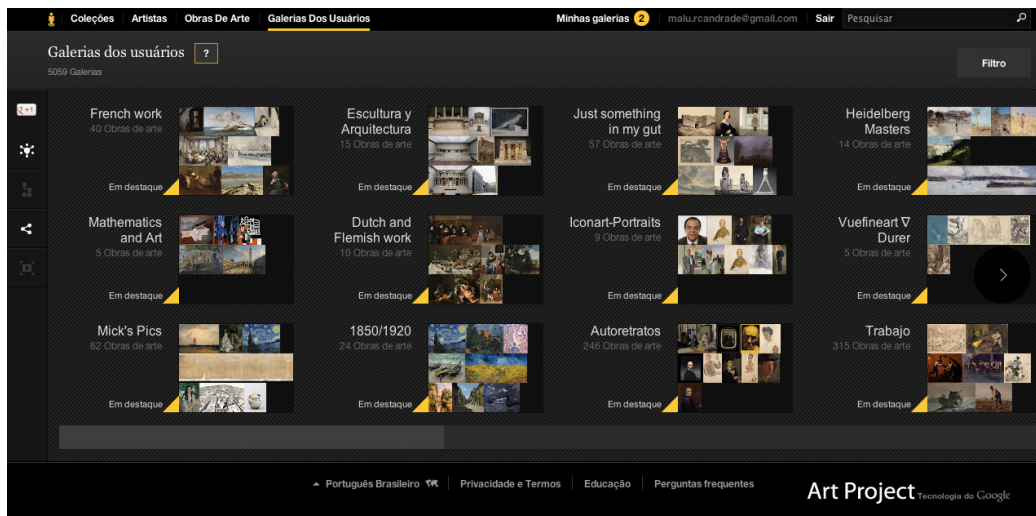 Coleções Artistas Obras De Arte Galerias Dos Usuários Minhas galerias 2 malu.rcandrade@gmail.com Sair Pesquisar
Galerias dos usuários ?
5059 Galerias
Filtro
+1
French work
40 Obras de arte
Em destaque
Escultura y
Arquitectura
15 Obras de arte
Em destaque
Just something
in my gut
57 Obras de arte
Em destaque
Heidelberg
Masters
14 Obras de arte
Em destaque
Mathematics
and Art
5 Obras de arte
Em destaque
Dutch and
Flemish work
10 Obras de arte
Em destaque
Iconart-Portraits
9 Obras de arte
Em destaque
Vuefineart ∇
Durer
5 Obras de arte
Em destaque
Mick's Pics
62 Obras de arte
Em destaque
1850/1920
24 Obras de arte
Em destaque
Autoretratos
246 Obras de arte
Em destaque
Trabajo
315 Obras de arte
Em destaque
Português Brasileiro Privacidade e Termos Educação Perguntas frequentes
Art Project Tecnologia do Google